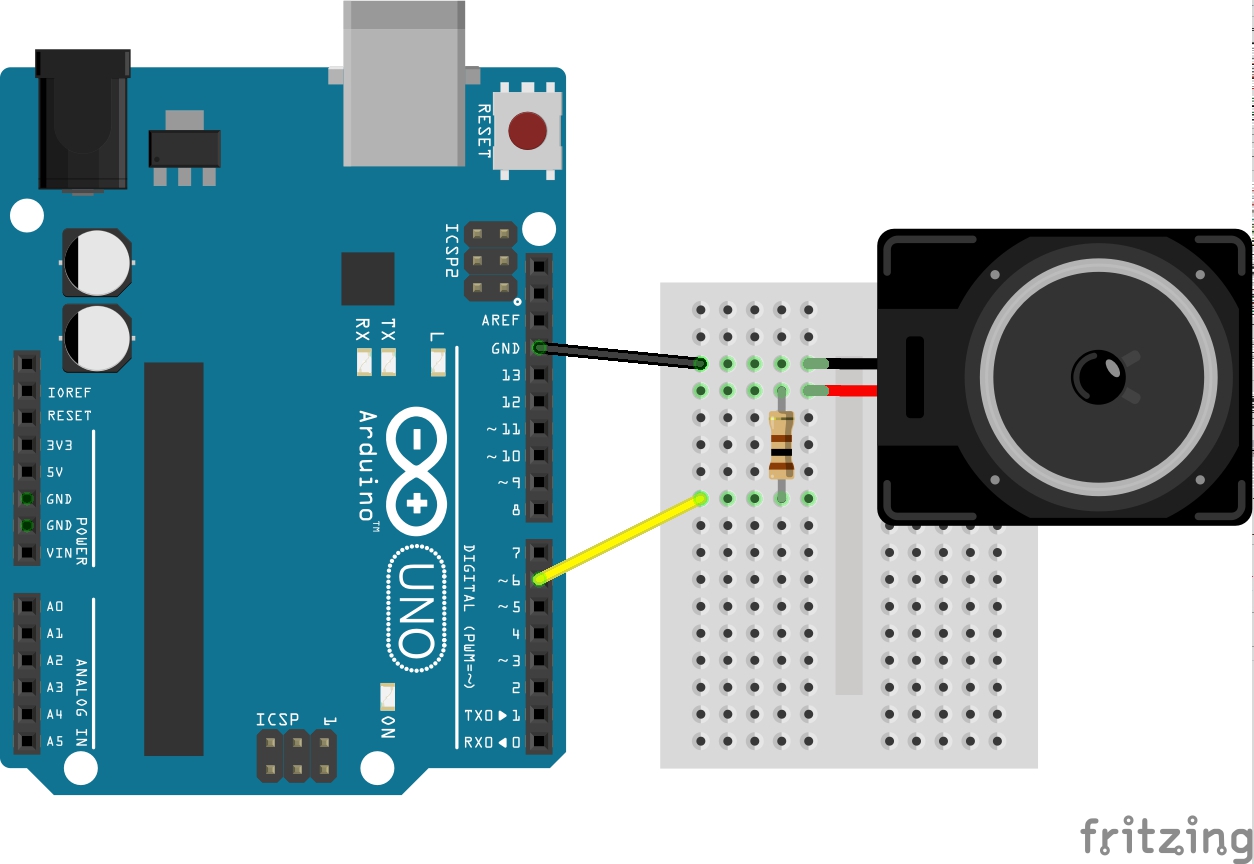 RESET
ICSP2
AREF
GND
RX
TX
L
13
12
~11
~10
~9
8
IOREF
RESET
3V3
5V
GND
GND
VIN
POWER
Arduino™
UNO
DIGITAL (PWM=~)
7
~6
~5
4
~3
2
TX0▶1
RX0◀0
A0
A1
A2
A3
A4
A5
ANALOG IN
ICSP
1
ON
fritzing